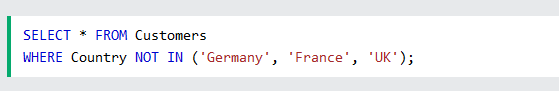 SELECT * FROM Customers
WHERE Country NOT IN ('Germany', 'France', 'UK');